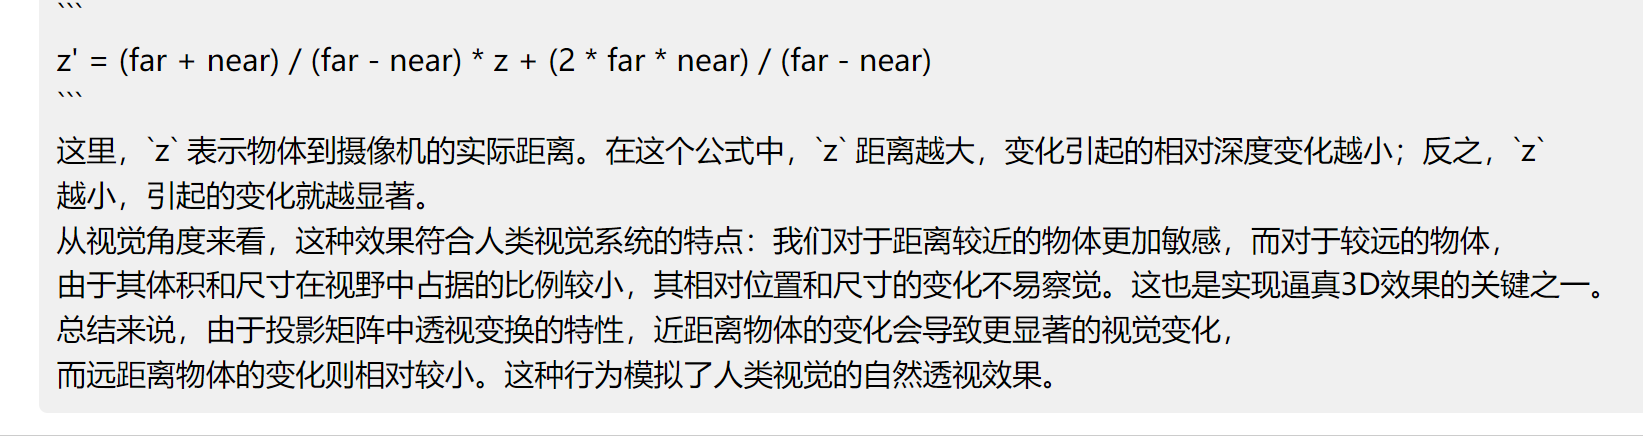 ```
z' = (far + near) / (far - near) * z + (2 * far * near) / (far - near)
```
这里，`z` 表示物体到摄像机的实际距离。在这个公式中，`z` 距离越大，变化引起的相对深度变化越小；反之，`z`
越小，引起的变化就越显著。
从视觉角度来看，这种效果符合人类视觉系统的特点：我们对于距离较近的物体更加敏感，而对于较远的物体，
由于其体积和尺寸在视野中占据的比例较小，其相对位置和尺寸的变化不易察觉。这也是实现逼真3D效果的关键之一。
总结来说，由于投影矩阵中透视变换的特性，近距离物体的变化会导致更显著的视觉变化，
而远距离物体的变化则相对较小。这种行为模拟了人类视觉的自然透视效果。